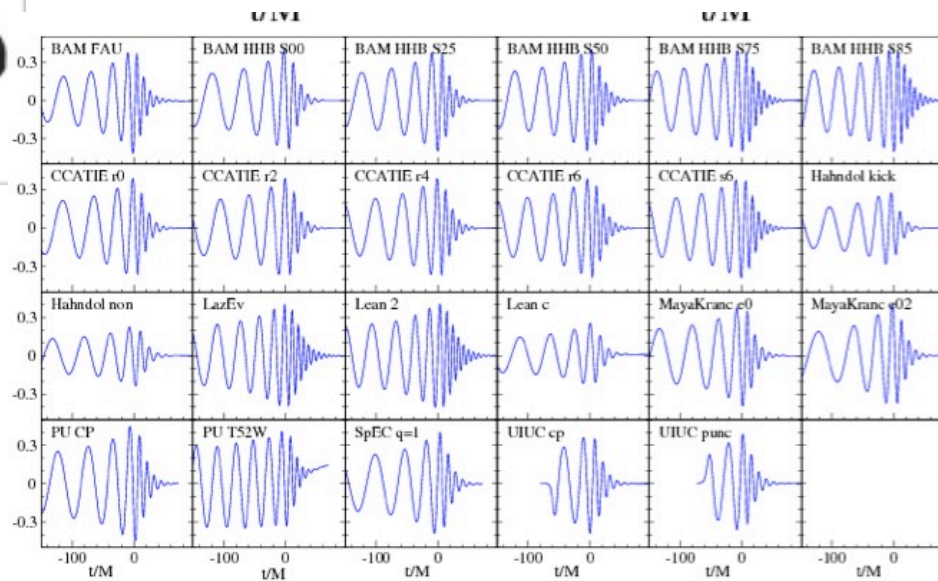 t/M t/M
BAM FAU BAM HHB S00 BAM HHB S25 BAM HHB S50 BAM HHB S75 BAM HHB S85
0.3
0
-0.3
CCATIE r0 CCATIE r2 CCATIE r4 CCATIE r6 CCATIE s6 Hahndol kick
0.3
0
-0.3
Hahndol non LazEv Lean 2 Lean c MayaKranc e0 MayaKranc e02
0.3
0
-0.3
PU CP PU T52W SpEC q=1 UIUC cp UIUC punc
0.3
0
-0.3
-100 0 -100 0 -100 0 -100 0 -100 0 -100 0
t/M t/M t/M t/M t/M t/M